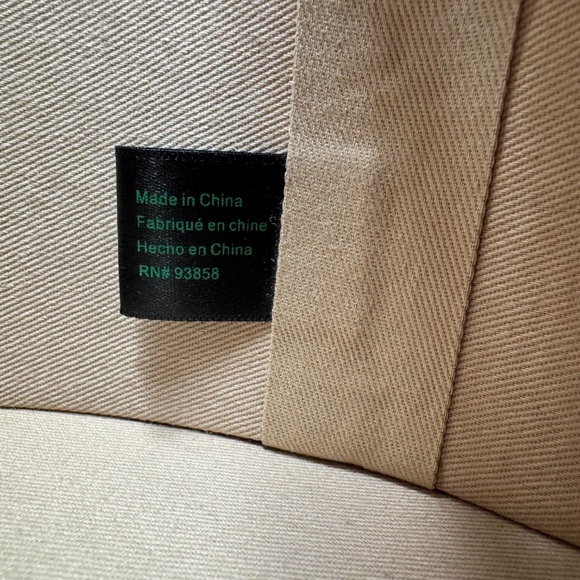 Made in China
Fabriqué en chine
Hecho en China
RN# 93858